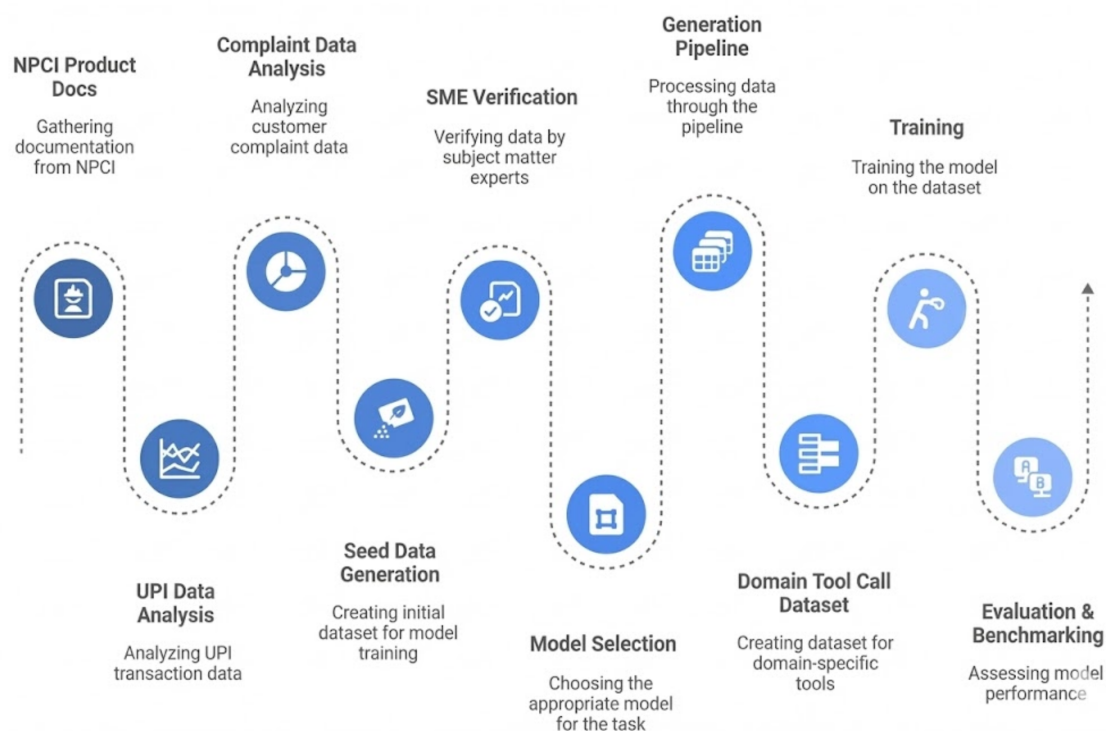 NPCI Product
Docs
Gathering
documentation
from NPCI
UPI Data
Analysis
Analyzing UPI
transaction data
Complaint Data
Analysis
Analyzing
customer
complaint data
Seed Data
Generation
Creating initial
dataset for model
training
SME Verification
Verifying data by
subject matter
experts
Model Selection
Choosing the
appropriate model
for the task
Generation
Pipeline
Processing data
through the
pipeline
Domain Tool Call
Dataset
Creating dataset for
domain-specific
tools
Training
Training the model
on the dataset
Evaluation &
Benchmarking
Assessing model
performance
A
B